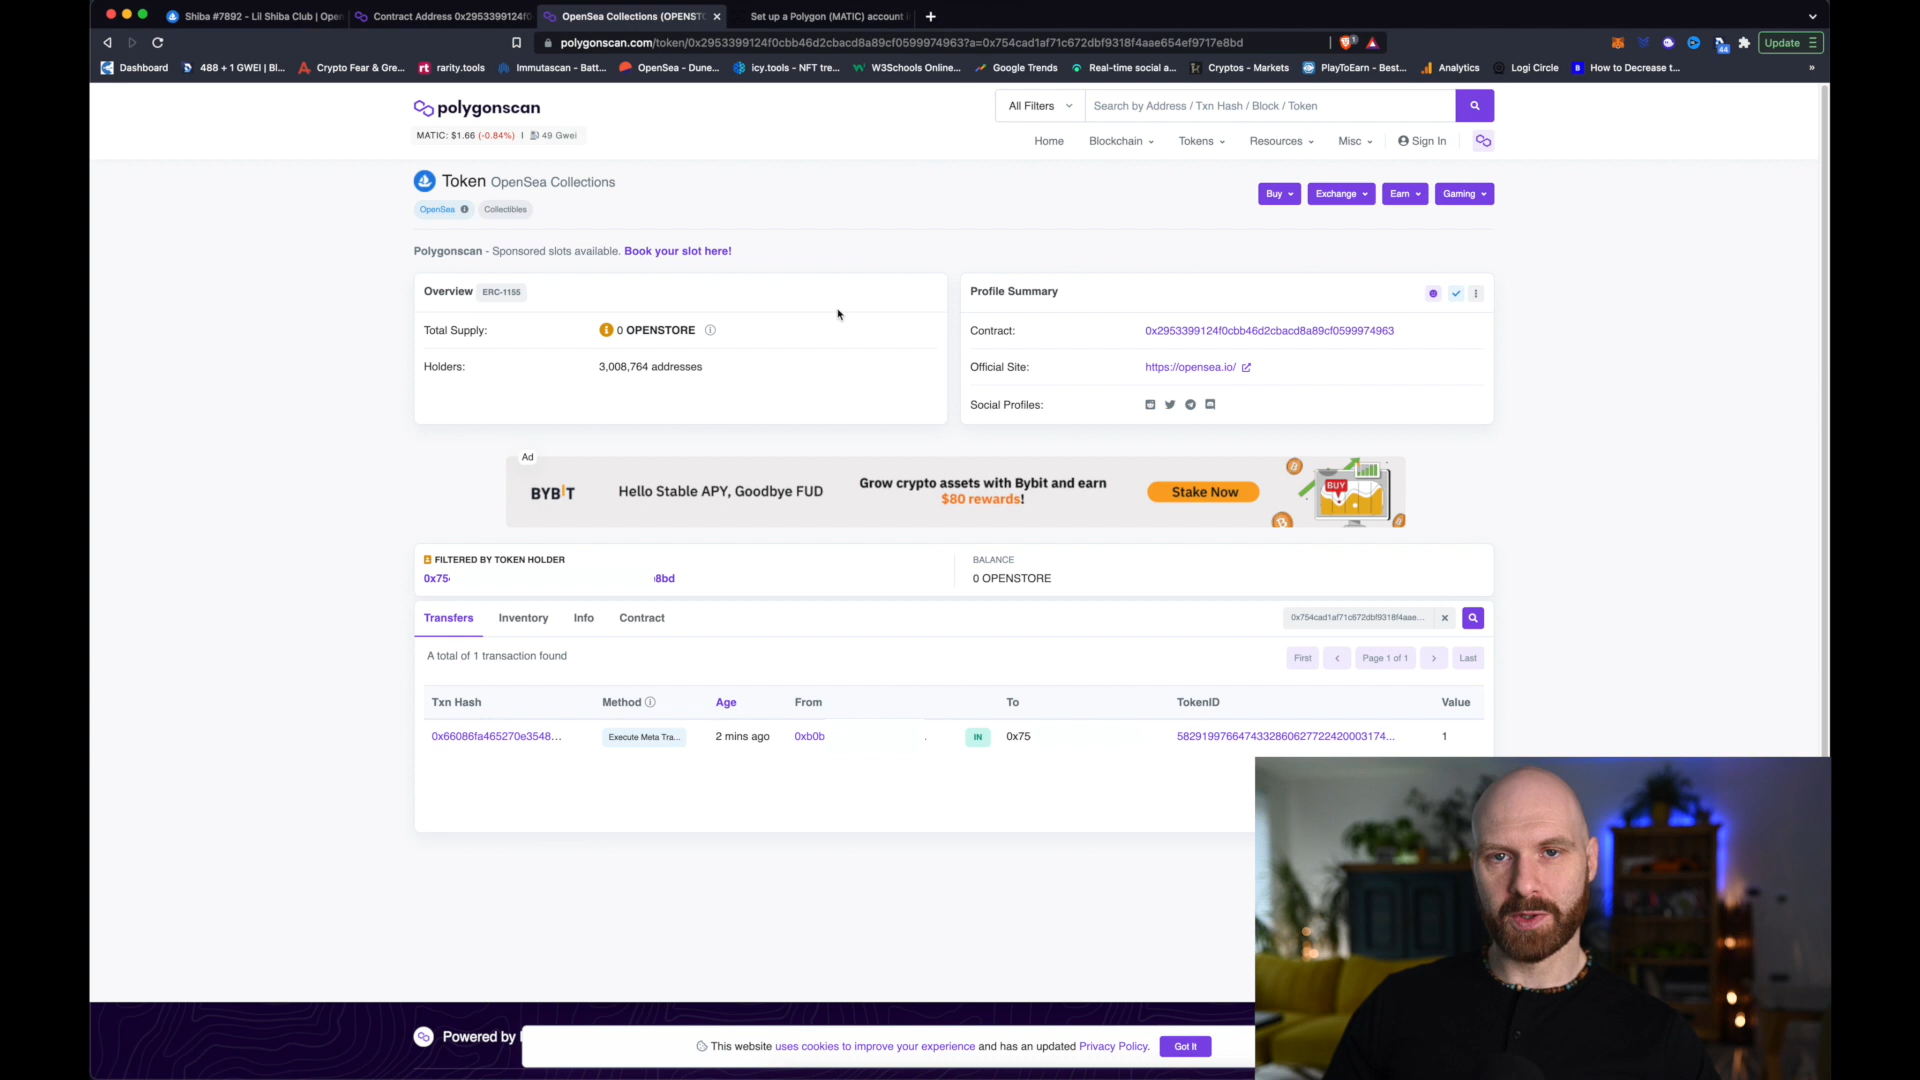 Shiba #7892 - Lil Shiba Club | Open
Contract Address 0x2953399124f0
OpenSea Collections (OPENST
Set up a Polygon (MATIC) account i
polygonscan.com/token/0x2953399124f0cbb46d2cbacd8a89cf0599974963?a=0x754cad1af71c672dbf9318f4aae654ef9717e8bd
1
44
Update
Dashboard
488 + 1 GWEI | Bl...
Crypto Fear & Gre...
rt rarity.tools
Immutascan - Batt...
OpenSea - Dune...
icy.tools - NFT tre...
W3Schools Online...
Google Trends
Real-time social a...
Cryptos - Markets
PlayToEarn - Best...
Analytics
Logi Circle
B How to Decrease t...
»
polygonscan
MATIC: $1.66 (-0.84%) | 49 Gwei
All Filters
Search by Address / Txn Hash / Block / Token
Home
Blockchain
Tokens
Resources
Misc
Sign In
Token OpenSea Collections
OpenSea
Collectibles
Buy
Exchange
Earn
Gaming
Polygonscan - Sponsored slots available. Book your slot here!
Overview ERC-1155
Total Supply:
0 OPENSTORE
Holders:
3,008,764 addresses
Profile Summary
Contract:
0x2953399124f0cbb46d2cbacd8a89cf0599974963
Official Site:
https://opensea.io/
Social Profiles:
Ad
BYBIT
Hello Stable APY, Goodbye FUD
Grow crypto assets with Bybit and earn
$80 rewards!
Stake Now
BUY
FILTERED BY TOKEN HOLDER
0x75
8bd
BALANCE
0 OPENSTORE
Transfers
Inventory
Info
Contract
0x754cad1af71c672dbf9318f4aae...
A total of 1 transaction found
First
Page 1 of 1
Last
Txn Hash
Method
Age
From
To
TokenID
Value
0x66086fa465270e3548...
Execute Meta Tra...
2 mins ago
0xb0b
.
IN
0x75
58291997664743328606277224200031​74...
1
Powered by
This website uses cookies to improve your experience and has an updated Privacy Policy.
Got It